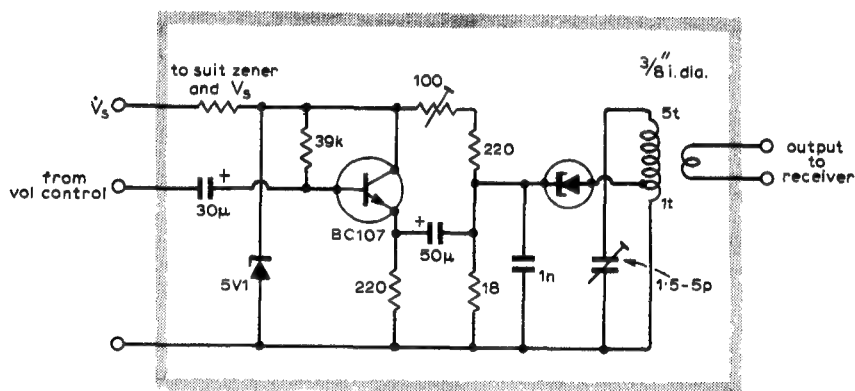 to suit zener
and Vs
3/8" i.dia.
Vs
100
5t
39k
220
output
to
receiver
from
vol control
30μ
+
BC107
+
50μ
1t
5V1
220
18
1n
1·5-5p